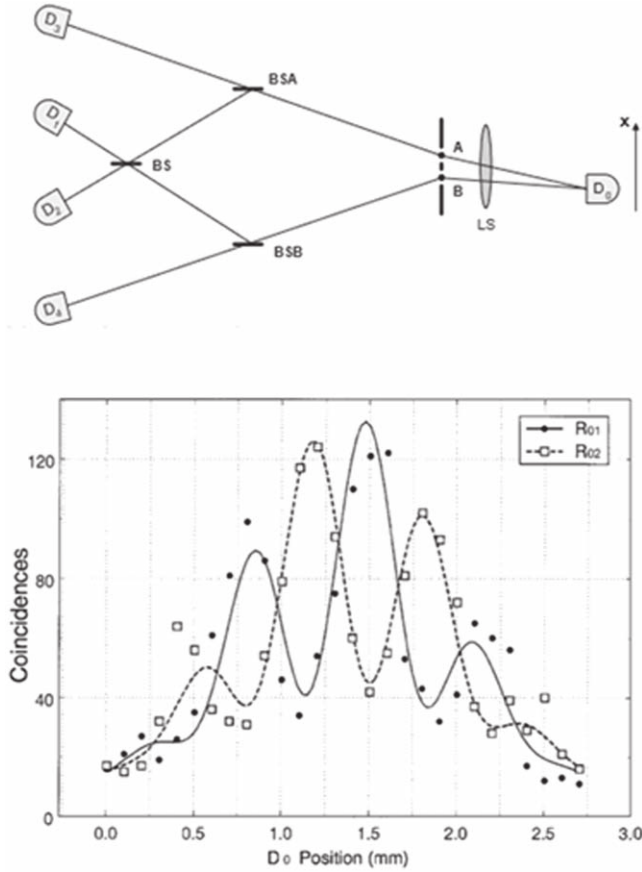 D₃
BSA
D₁
BS
A
X
D₂
B
D₀
LS
BSB
D₄
120
80
40
0
Coincidences
R₀₁
R₀₂
0.0 0.5 1.0 1.5 2.0 2.5 3.0
D₀ Position (mm)